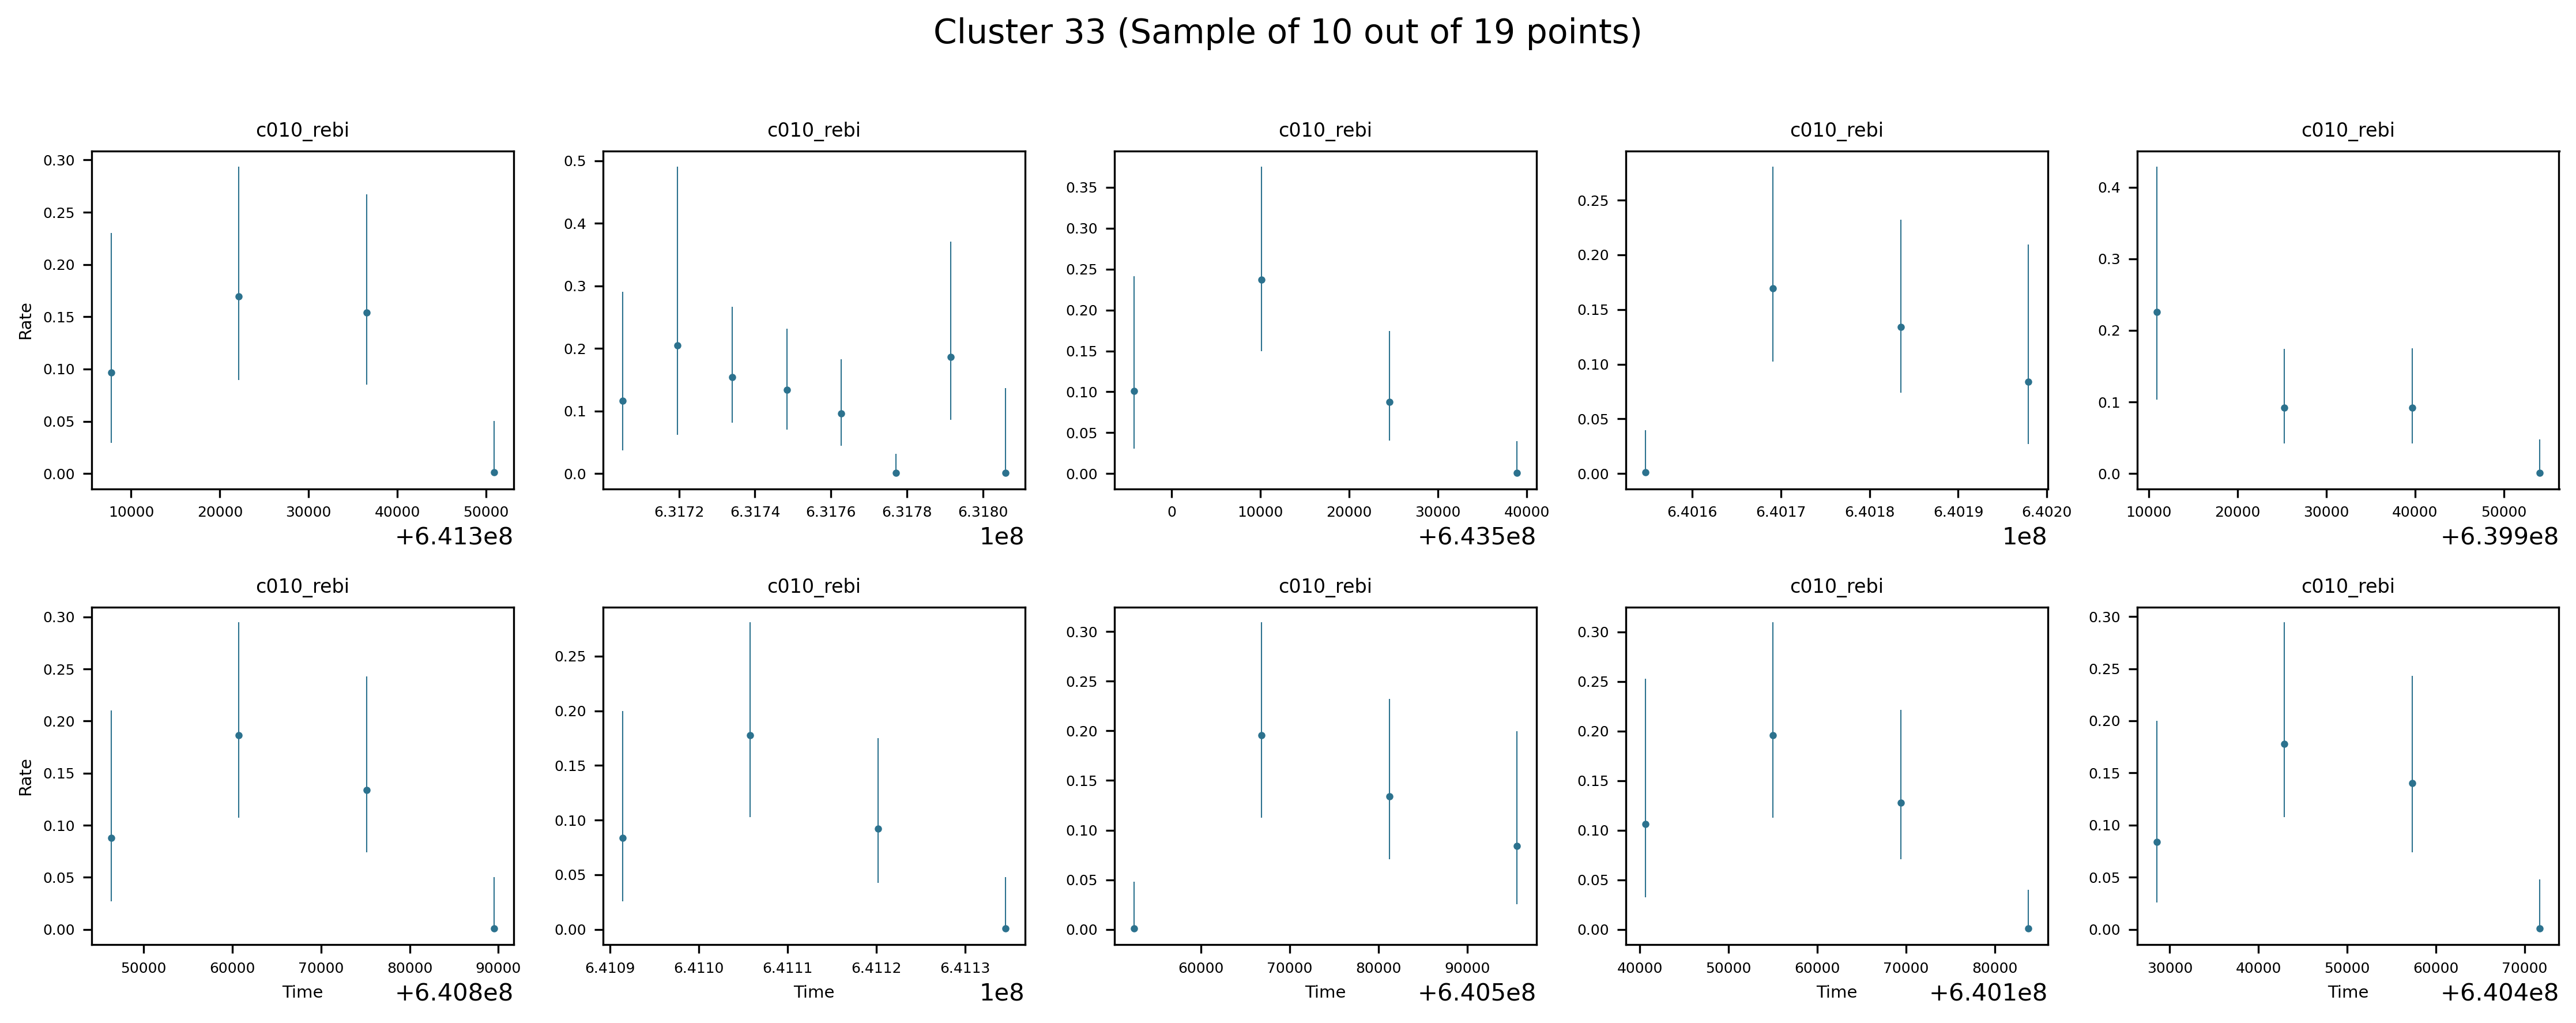 Cluster 33 (Sample of 10 out of 19 points)
c010_rebi c010_rebi c010_rebi c010_rebi c010_rebi
0.30 0.25 0.20 0.15 0.10 0.05 0.00
Rate
10000 20000 30000 40000 50000
+6.413e8
0.5 0.4 0.3 0.2 0.1 0.0
6.3172 6.3174 6.3176 6.3178 6.3180
1e8
0.35 0.30 0.25 0.20 0.15 0.10 0.05 0.00
0 10000 20000 30000 40000
+6.435e8
0.25 0.20 0.15 0.10 0.05 0.00
6.4016 6.4017 6.4018 6.4019 6.4020
1e8
0.4 0.3 0.2 0.1 0.0
10000 20000 30000 40000 50000
+6.399e8
c010_rebi c010_rebi c010_rebi c010_rebi c010_rebi
0.30 0.25 0.20 0.15 0.10 0.05 0.00
Rate
50000 60000 70000 80000 90000
Time +6.408e8
0.25 0.20 0.15 0.10 0.05 0.00
6.4109 6.4110 6.4111 6.4112 6.4113
Time 1e8
0.30 0.25 0.20 0.15 0.10 0.05 0.00
60000 70000 80000 90000
Time +6.405e8
0.30 0.25 0.20 0.15 0.10 0.05 0.00
40000 50000 60000 70000 80000
Time +6.401e8
0.30 0.25 0.20 0.15 0.10 0.05 0.00
30000 40000 50000 60000 70000
Time +6.404e8